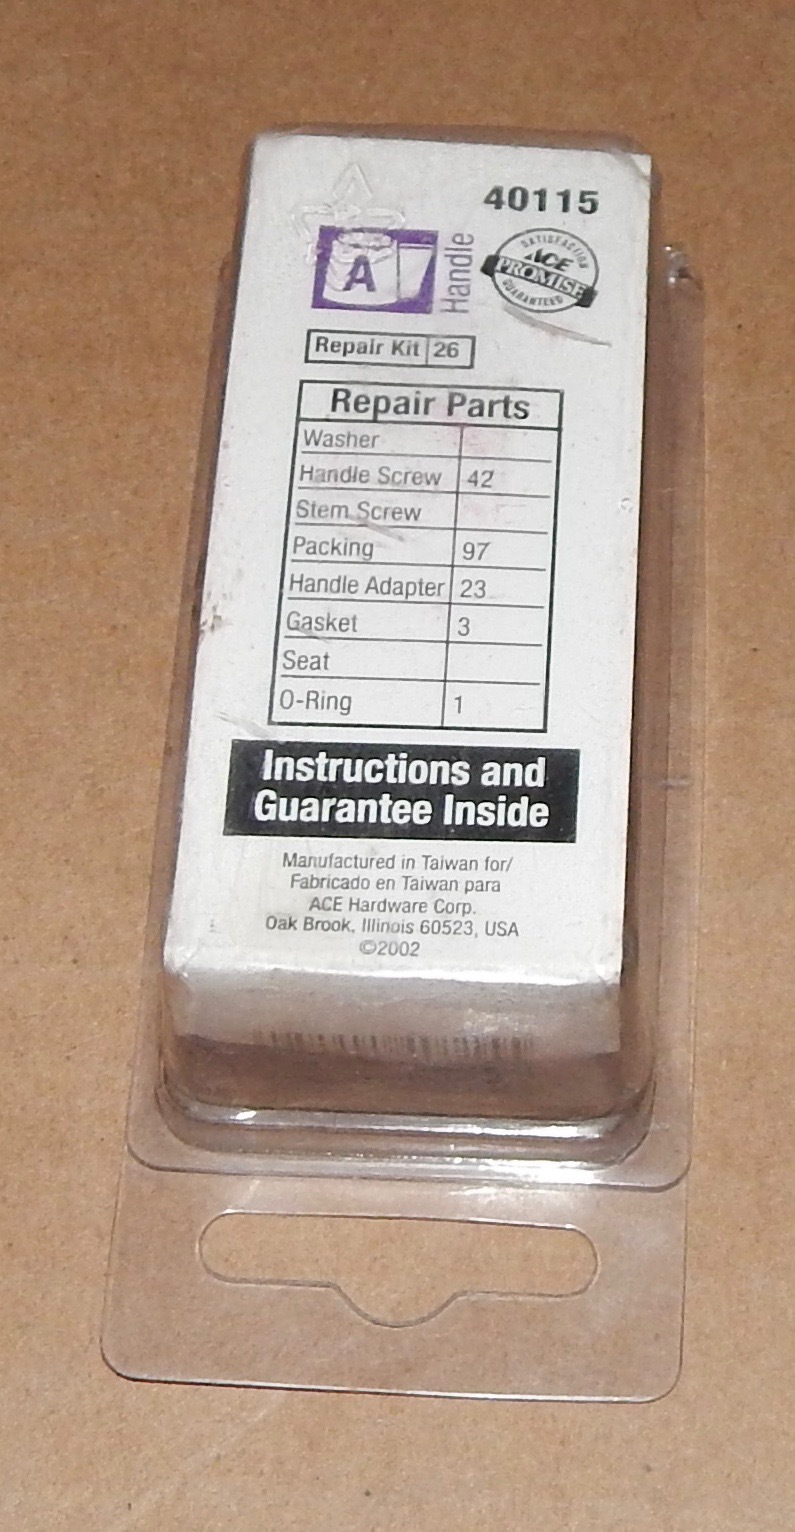 40115
A
Handle
SATISFACTION
ACE
PROMISE
GUARANTEED
Repair Kit 26
Repair Parts
Washer
Handle Screw 42
Stem Screw
Packing 97
Handle Adapter 23
Gasket 3
Seat
O-Ring 1
Instructions and
Guarantee Inside
Manufactured in Taiwan for/
Fabricado en Taiwan para
ACE Hardware Corp.
Oak Brook, Illinois 60523, USA
©2002